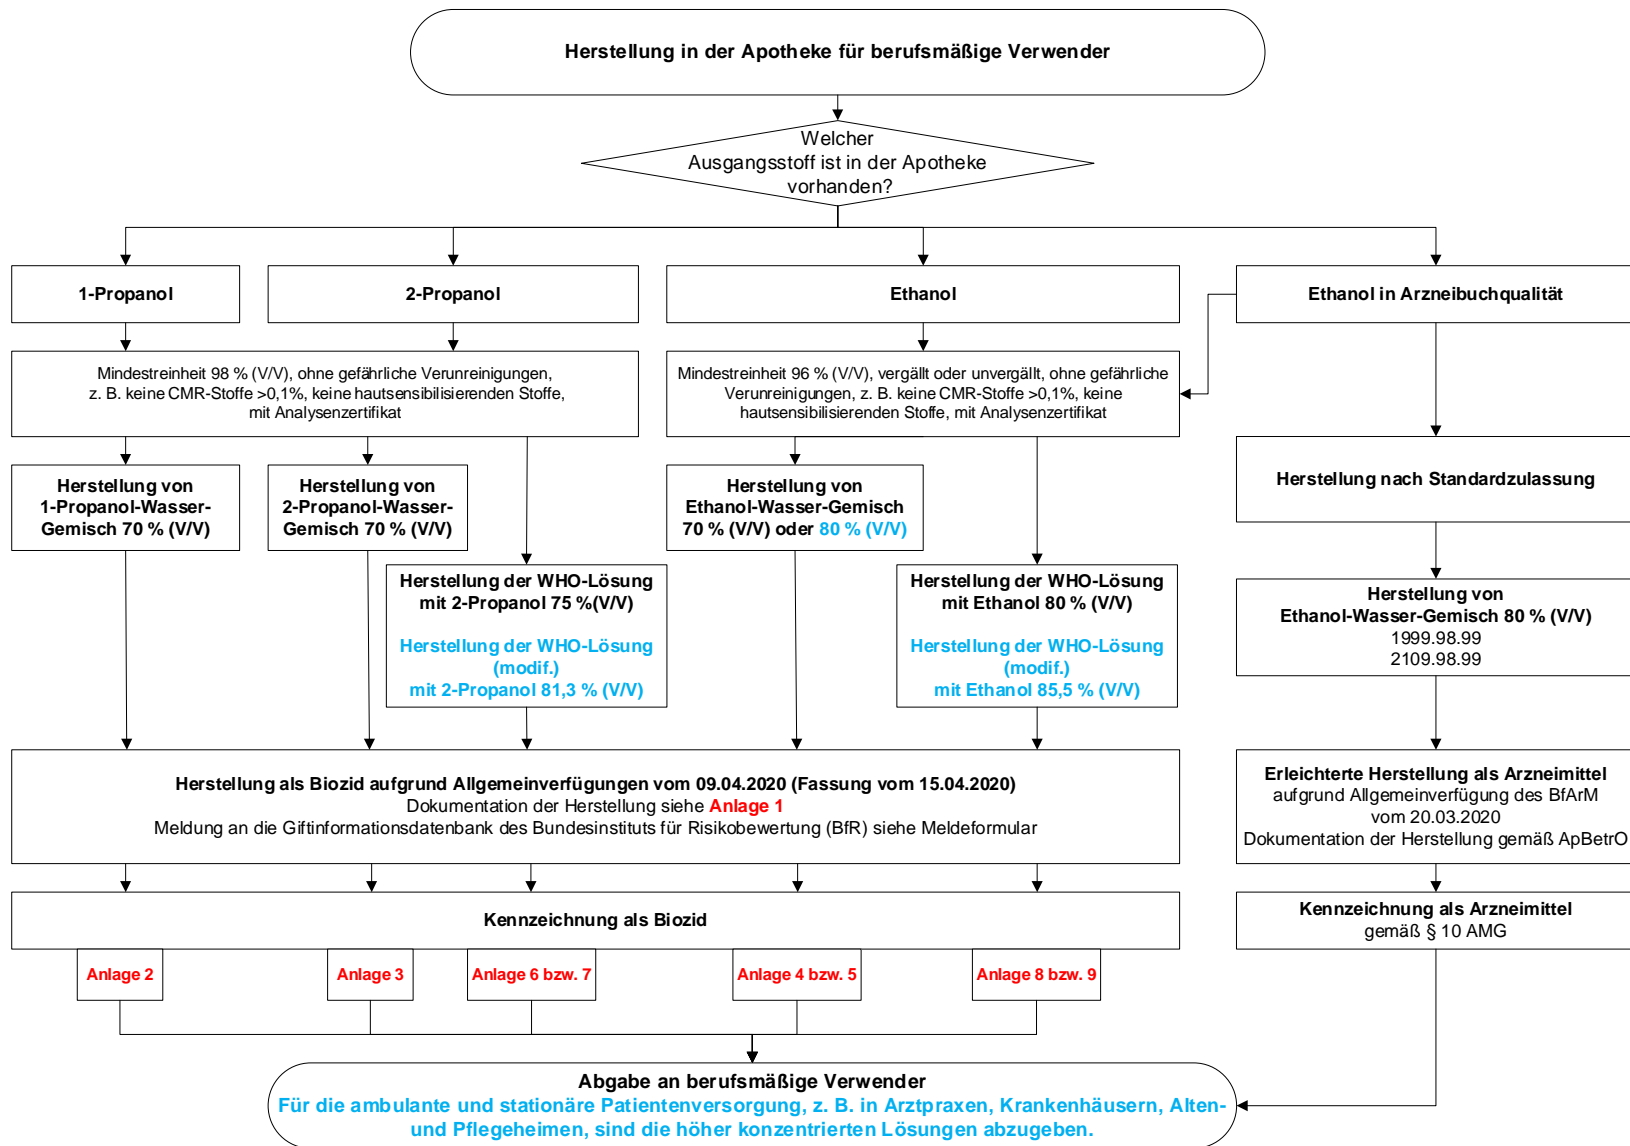 Herstellung in der Apotheke für berufsmäßige Verwender
Welcher
Ausgangsstoff ist in der Apotheke
vorhanden?
1-Propanol
2-Propanol
Ethanol
Ethanol in Arzneibuchqualität
Mindestreinheit 98 % (V/V), ohne gefährliche Verunreinigungen,
z. B. keine CMR-Stoffe >0,1%, keine hautsensibilisierenden Stoffe,
mit Analysenzertifikat
Mindestreinheit 96 % (V/V), vergällt oder unvergällt, ohne gefährliche
Verunreinigungen, z. B. keine CMR-Stoffe >0,1%, keine
hautsensibilisierenden Stoffe, mit Analysenzertifikat
Herstellung von
1-Propanol-Wasser-
Gemisch 70 % (V/V)
Herstellung von
2-Propanol-Wasser-
Gemisch 70 % (V/V)
Herstellung von
Ethanol-Wasser-Gemisch
70 % (V/V) oder 80 % (V/V)
Herstellung nach Standardzulassung
Herstellung der WHO-Lösung
mit 2-Propanol 75 %(V/V)
Herstellung der WHO-Lösung
(modif.)
mit 2-Propanol 81,3 % (V/V)
Herstellung der WHO-Lösung
mit Ethanol 80 % (V/V)
Herstellung der WHO-Lösung
(modif.)
mit Ethanol 85,5 % (V/V)
Herstellung von
Ethanol-Wasser-Gemisch 80 % (V/V)
1999.98.99
2109.98.99
Herstellung als Biozid aufgrund Allgemeinverfügungen vom 09.04.2020 (Fassung vom 15.04.2020)
Dokumentation der Herstellung siehe Anlage 1
Meldung an die Giftinformationsdatenbank des Bundesinstituts für Risikobewertung (BfR) siehe Meldeformular
Erleichterte Herstellung als Arzneimittel
aufgrund Allgemeinverfügung des BfArM
vom 20.03.2020
Dokumentation der Herstellung gemäß ApBetrO
Kennzeichnung als Biozid
Kennzeichnung als Arzneimittel
gemäß § 10 AMG
Anlage 2
Anlage 3
Anlage 6 bzw. 7
Anlage 4 bzw. 5
Anlage 8 bzw. 9
Abgabe an berufsmäßige Verwender
Für die ambulante und stationäre Patientenversorgung, z. B. in Arztpraxen, Krankenhäusern, Alten-
und Pflegeheimen, sind die höher konzentrierten Lösungen abzugeben.